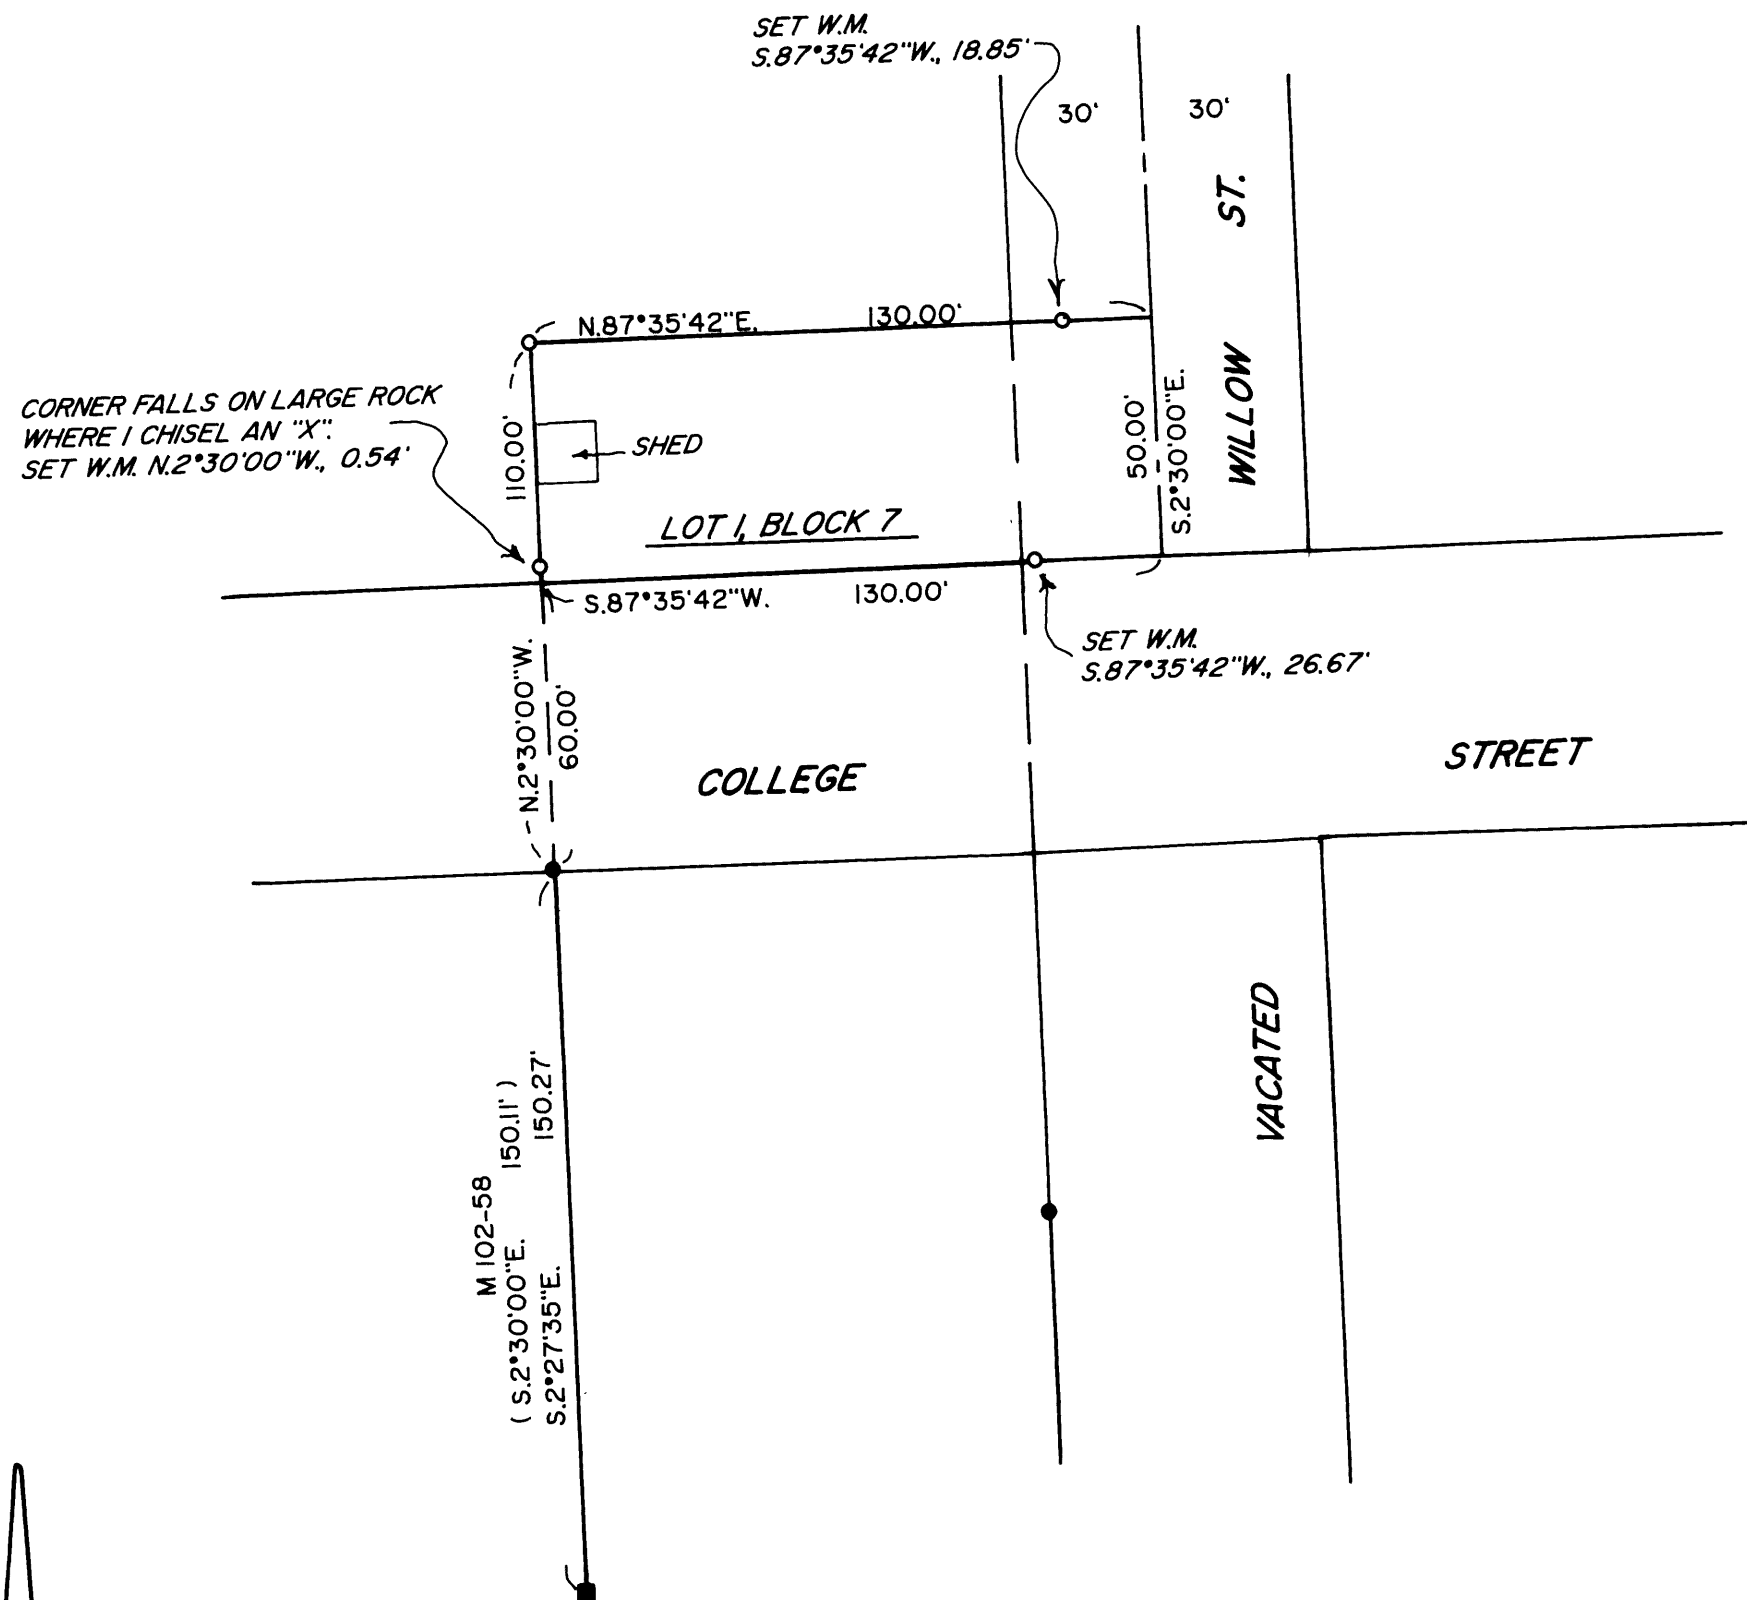 SET W.M.
S.87°35'42"W., 18.85'
30'
30'
WILLOW ST.
N.87°35'42"E. 130.00'
CORNER FALLS ON LARGE ROCK
WHERE I CHISEL AN "X".
SET W.M. N.2°30'00"W., 0.54'
110.00'
SHED
50.00'
S.2°30'00"E.
LOT 1, BLOCK 7
S.87°35'42"W. 130.00'
SET W.M.
S.87°35'42"W., 26.67'
N.2°30'00"W.
60.00'
COLLEGE STREET
VACATED
M 102-58
(S.2°30'00"E. 150.11')
S.2°27'35"E. 150.27'